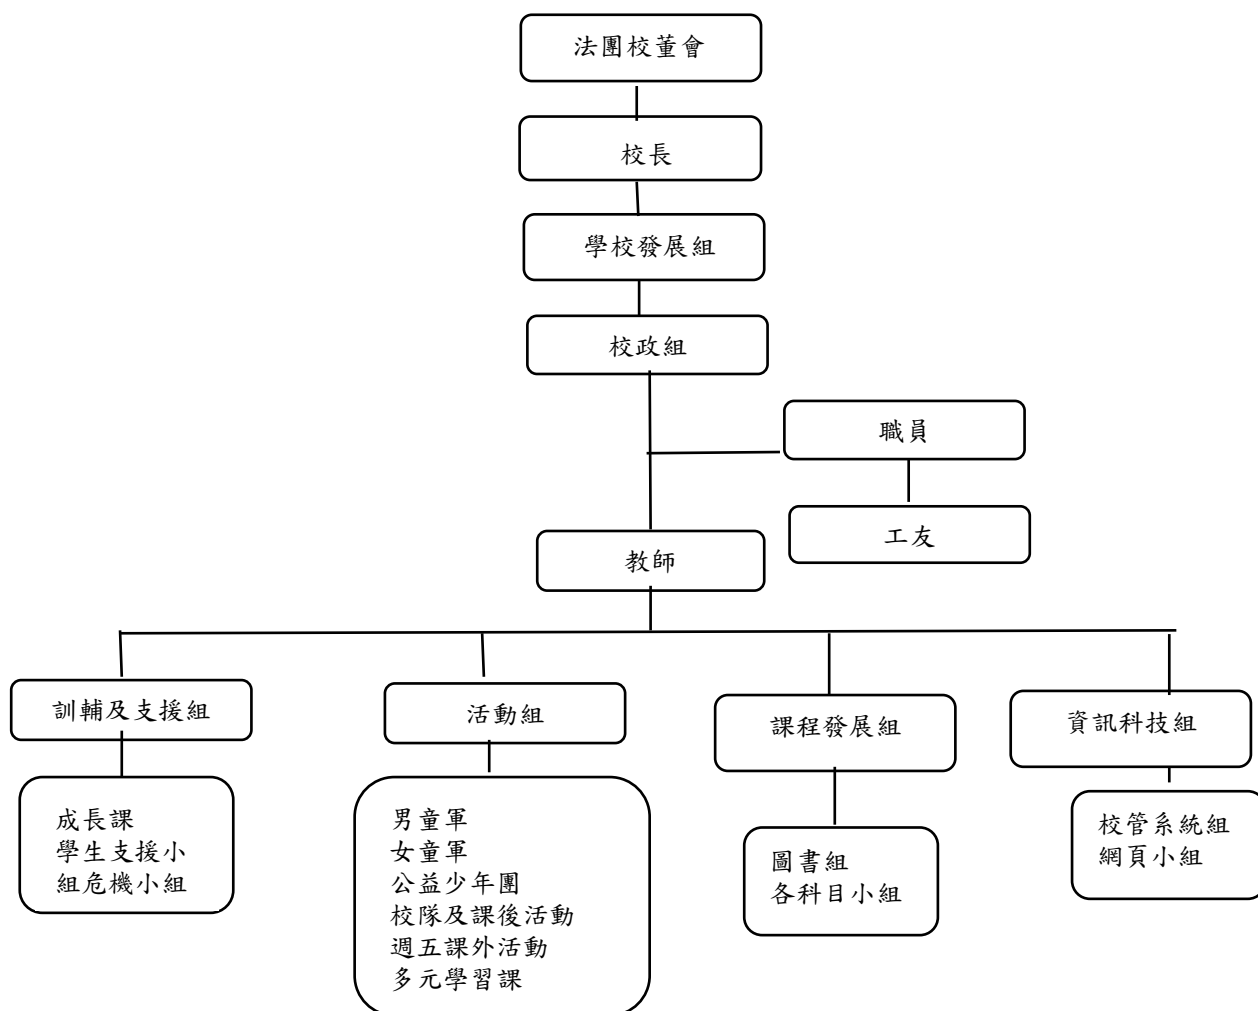 法團校董會
校長
學校發展組
校政組
職員
工友
教師
訓輔及支援組
活動組
課程發展組
資訊科技組
成長課
學生支援小
組危機小組
男童軍
女童軍
公益少年團
校隊及課後活動
週五課外活動
多元學習課
圖書組
各科目小組
校管系統組
網頁小組